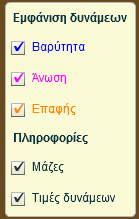 Εμφάνιση δυνάμεων
Βαρύτητα
Άνωση
Επαφής
Πληροφορίες
Μάζες
Τιμές δυνάμεων